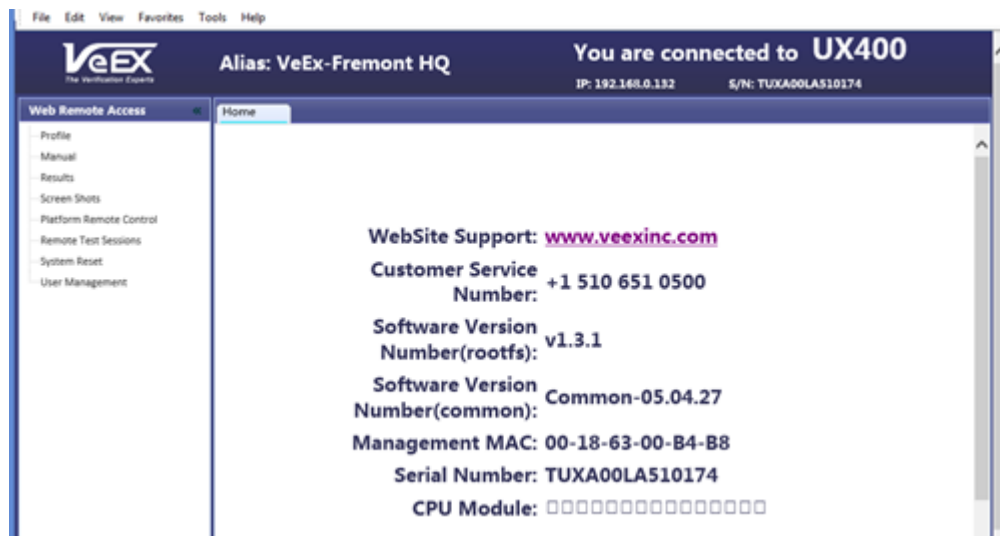 File Edit View Favorites Tools Help
VeEX
The Verification Experts
Alias: VeEx-Fremont HQ
You are connected to UX400
IP: 192.168.0.132 S/N: TUXA00LA510174
Web Remote Access «
Home
Profile
Manual
Results
Screen Shots
Platform Remote Control
Remote Test Sessions
System Reset
User Management
WebSite Support: www.veexinc.com
Customer Service
Number: +1 510 651 0500
Software Version
Number(rootfs): v1.3.1
Software Version
Number(common): Common-05.04.27
Management MAC: 00-18-63-00-B4-B8
Serial Number: TUXA00LA510174
CPU Module: □□□□□□□□□□□□□□□